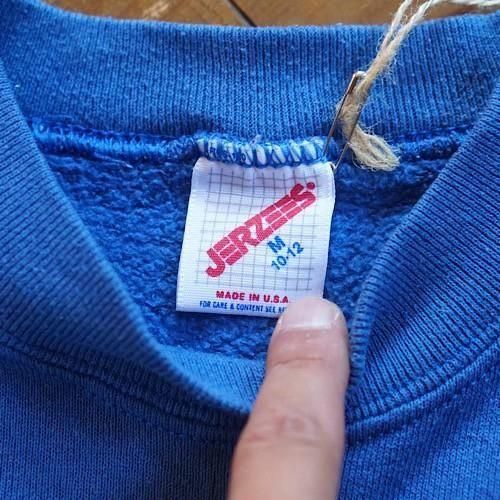 JERZEES
M
10-12
MADE IN U.S.A.
FOR CARE & CONTENT SEE